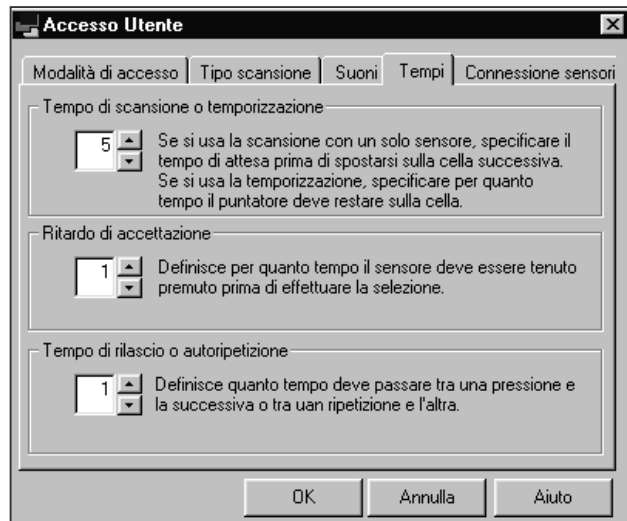 Accesso Utente
Modalità di accesso Tipo scansione Suoni Tempi Connessione sensori
Tempo di scansione o temporizzazione
5 Se si usa la scansione con un solo sensore, specificare il
tempo di attesa prima di spostarsi sulla cella successiva.
Se si usa la temporizzazione, specificare per quanto
tempo il puntatore deve restare sulla cella.
Ritardo di accettazione
1 Definisce per quanto tempo il sensore deve essere tenuto
premuto prima di effettuare la selezione.
Tempo di rilascio o autoripetizione
1 Definisce quanto tempo deve passare tra una pressione e
la successiva o tra uan ripetizione e l'altra.
OK Annulla Aiuto